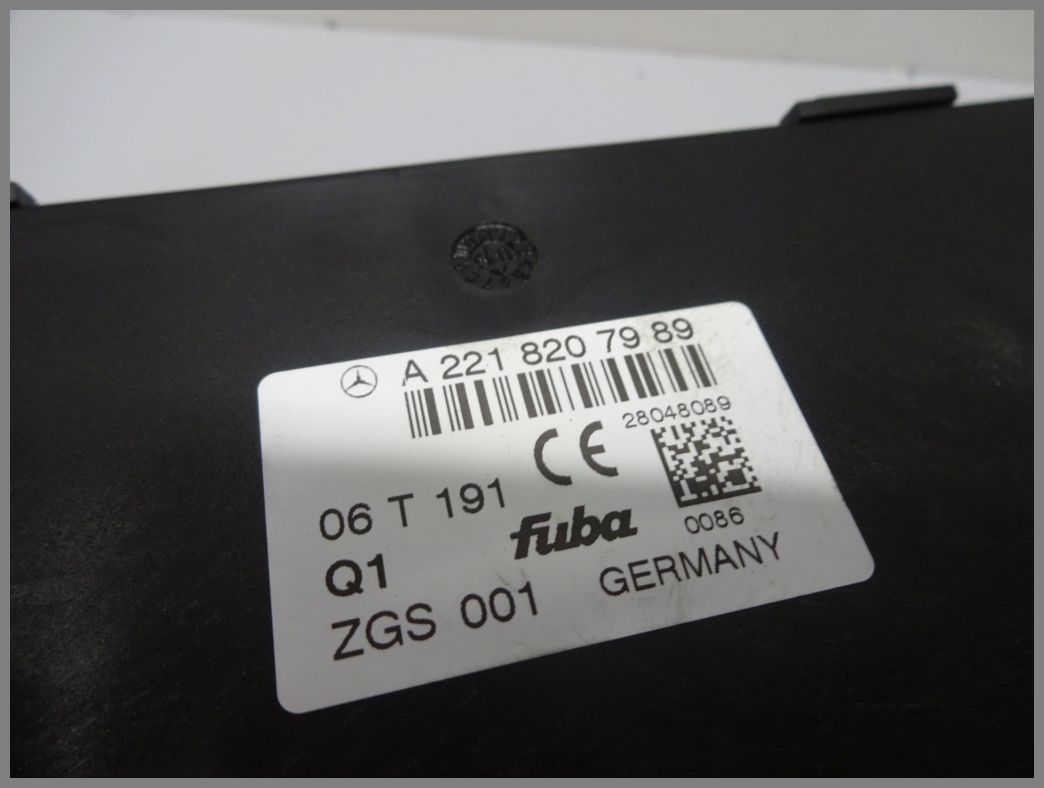 A 221 820 79 89
28048089
CE
06 T 191
fuba
0086
Q1
GERMANY
ZGS 001